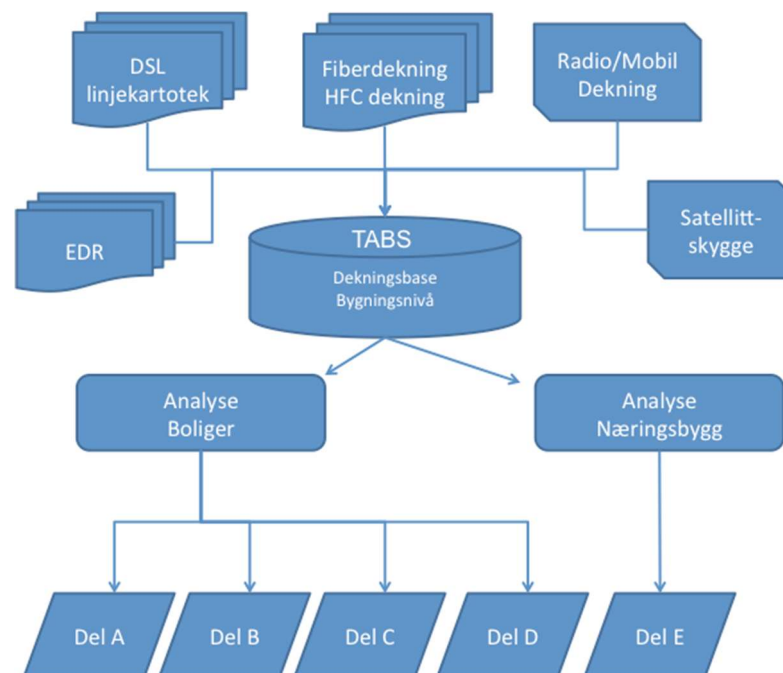 DSL
linjekartotek
Fiberdekning
HFC dekning
Radio/Mobil
Dekning
EDR
TABS
Dekningsbase
Bygningsnivå
Satellitt-
skygge
Analyse
Boliger
Analyse
Næringsbygg
Del A
Del B
Del C
Del D
Del E